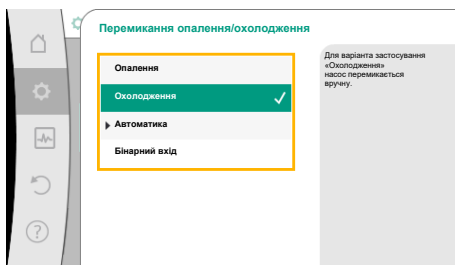 Перемикання опалення/охолодження
Опалення
Охолодження
Автоматика
Бінарний вхід
Для варіанта застосування
«Охолодження»
насос перемикається
вручну.
?